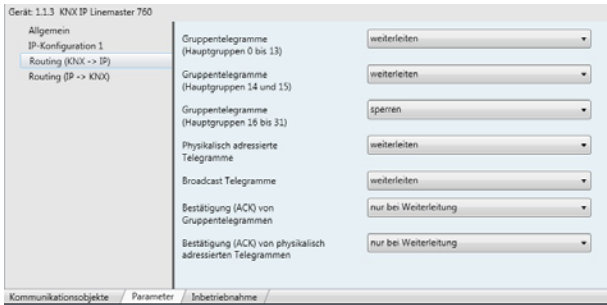 Gerät: 1.1.3 KNX IP Linemaster 760
Allgemein
IP-Konfiguration 1
Routing (KNX -> IP)
Routing (IP -> KNX)
Gruppentelegramme
(Hauptgruppen 0 bis 13)
weiterleiten
Gruppentelegramme
(Hauptgruppen 14 und 15)
weiterleiten
Gruppentelegramme
(Hauptgruppen 16 bis 31)
sperren
Physikalisch adressierte
Telegramme
weiterleiten
Broadcast Telegramme
weiterleiten
Bestätigung (ACK) von
Gruppentelegrammen
nur bei Weiterleitung
Bestätigung (ACK) von physikalisch
adressierten Telegrammen
nur bei Weiterleitung
Kommunikationsobjekte
Parameter
Inbetriebnahme